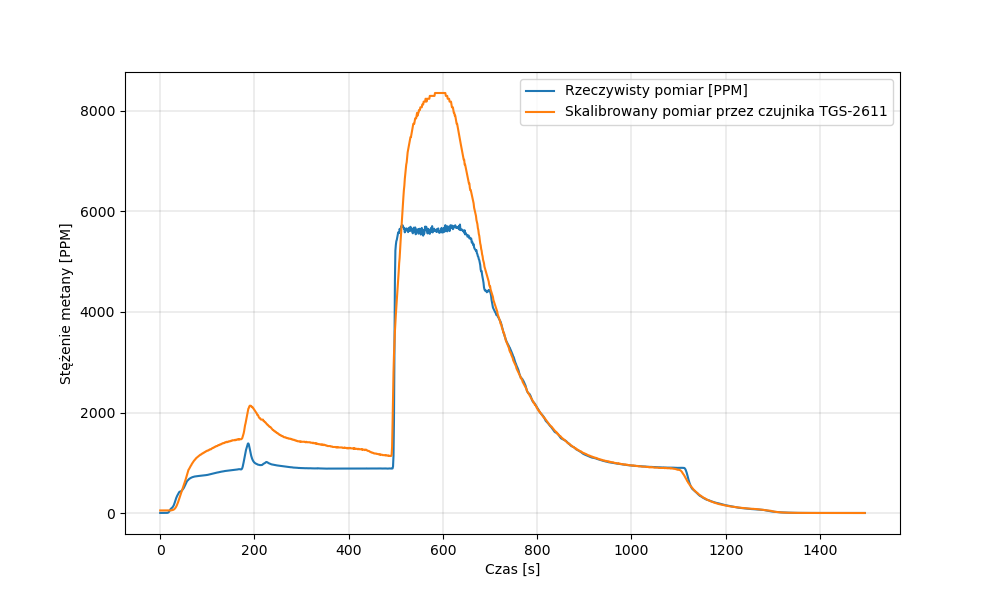 Rzeczywisty pomiar [PPM]
Skalibrowany pomiar przez czujnika TGS-2611
8000
6000
4000
2000
0
Stężenie metany [PPM]
0 200 400 600 800 1000 1200 1400
Czas [s]